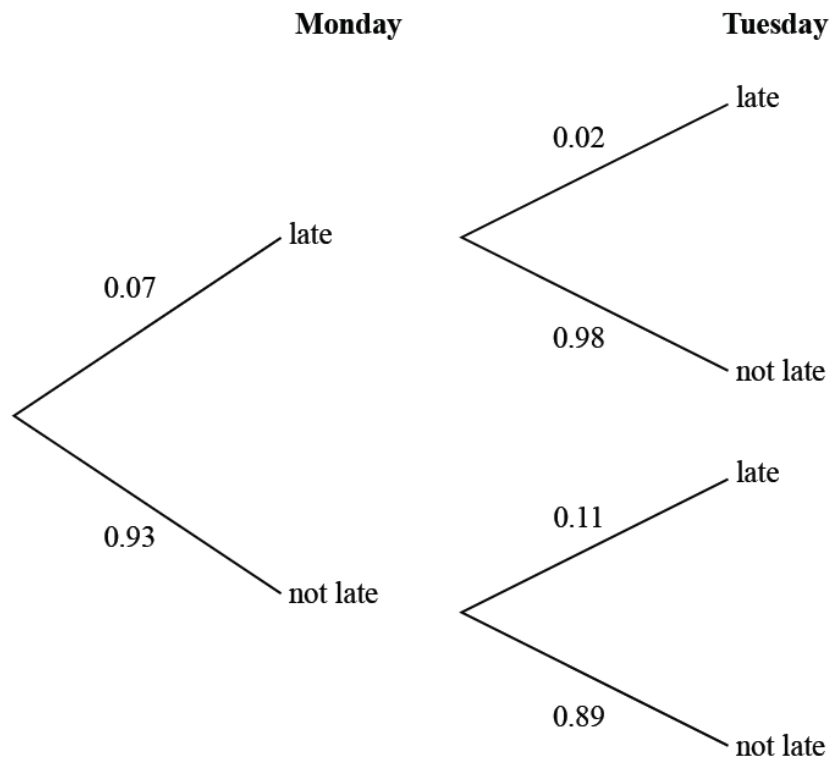 Monday Tuesday
late
0.02
late
0.07
0.98
not late
late
0.11
0.93
not late
0.89
not late